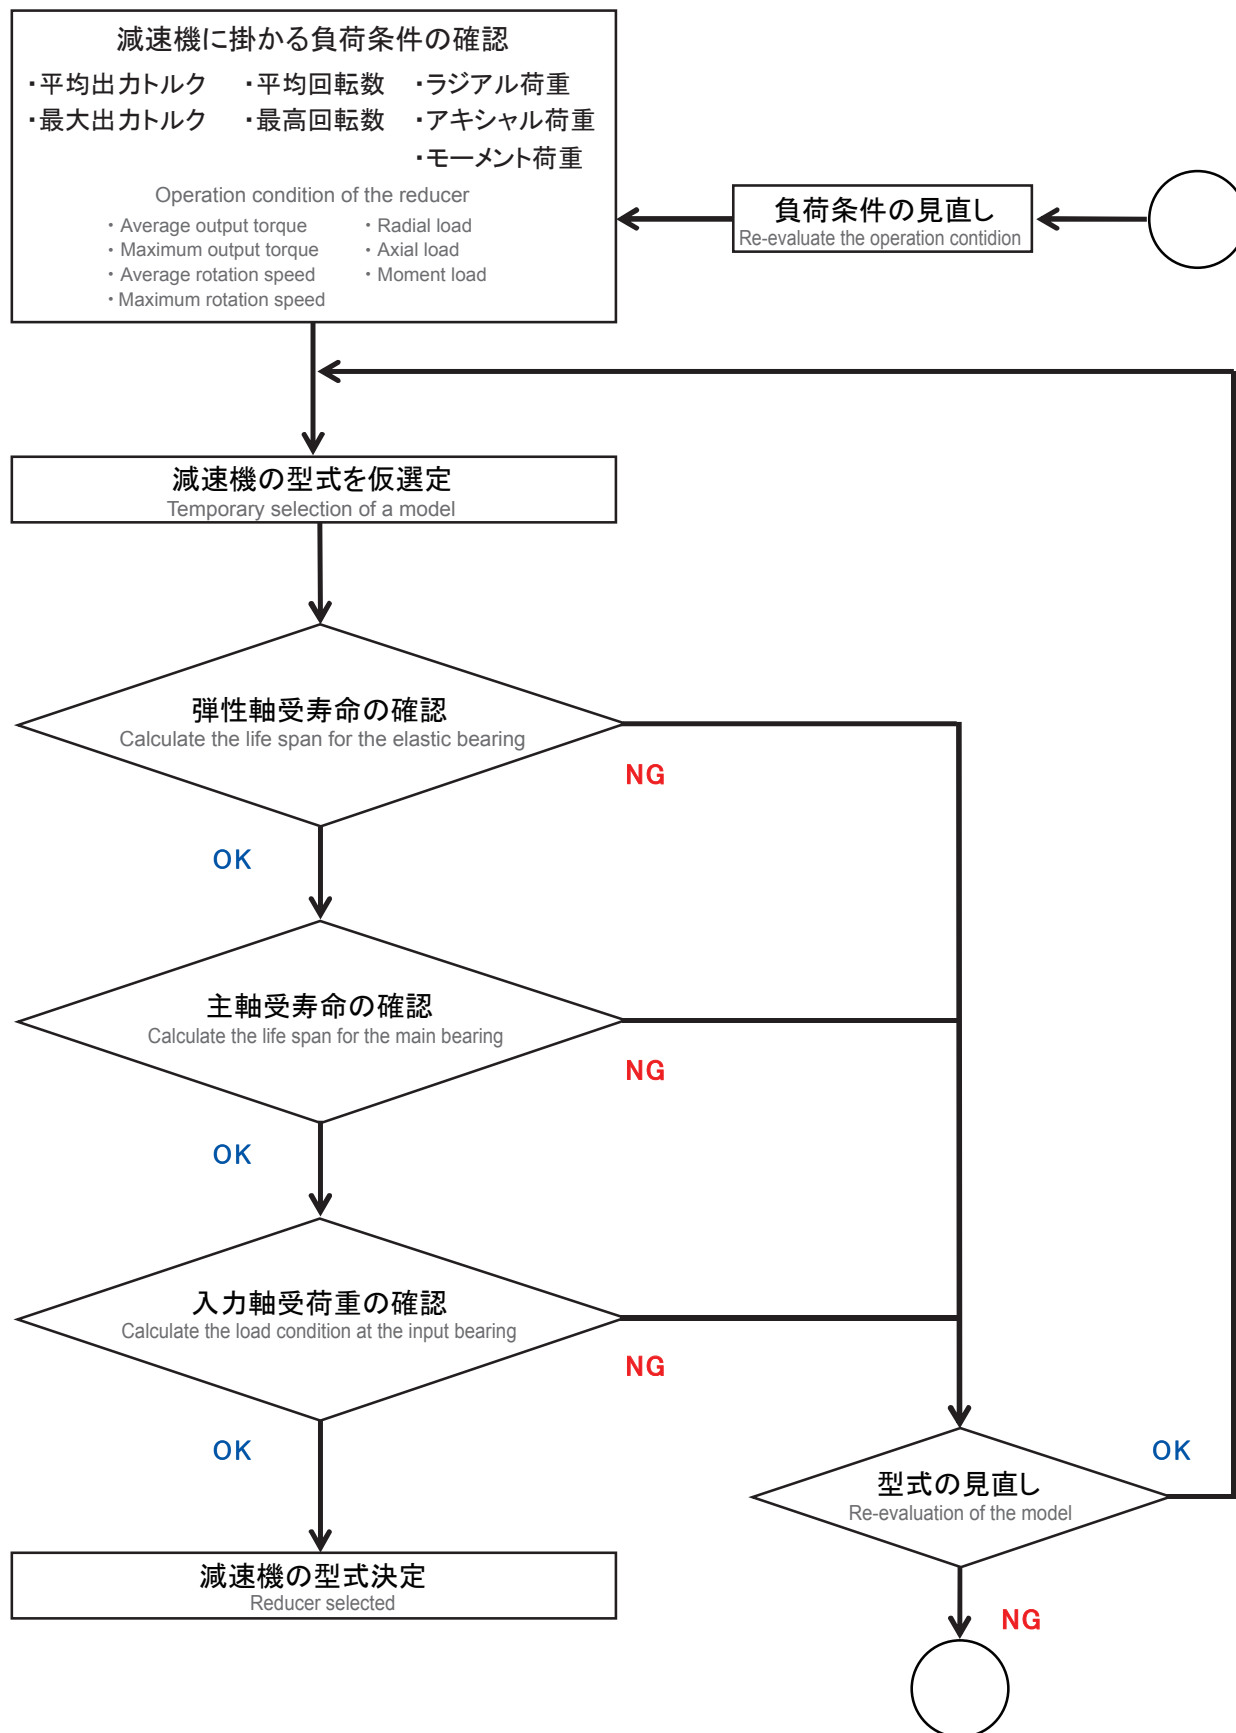 減速機に掛かる負荷条件の確認
・平均出力トルク ・平均回転数 ・ラジアル荷重
・最大出力トルク ・最高回転数 ・アキシャル荷重
・モーメント荷重
Operation condition of the reducer
・Average output torque ・Radial load
・Maximum output torque ・Axial load
・Average rotation speed ・Moment load
・Maximum rotation speed
負荷条件の見直し
Re-evaluate the operation contidion
減速機の型式を仮選定
Temporary selection of a model
弾性軸受寿命の確認
Calculate the life span for the elastic bearing
NG
OK
主軸受寿命の確認
Calculate the life span for the main bearing
NG
OK
入力軸受荷重の確認
Calculate the load condition at the input bearing
NG
OK
型式の見直し
Re-evaluation of the model
OK
NG
減速機の型式決定
Reducer selected